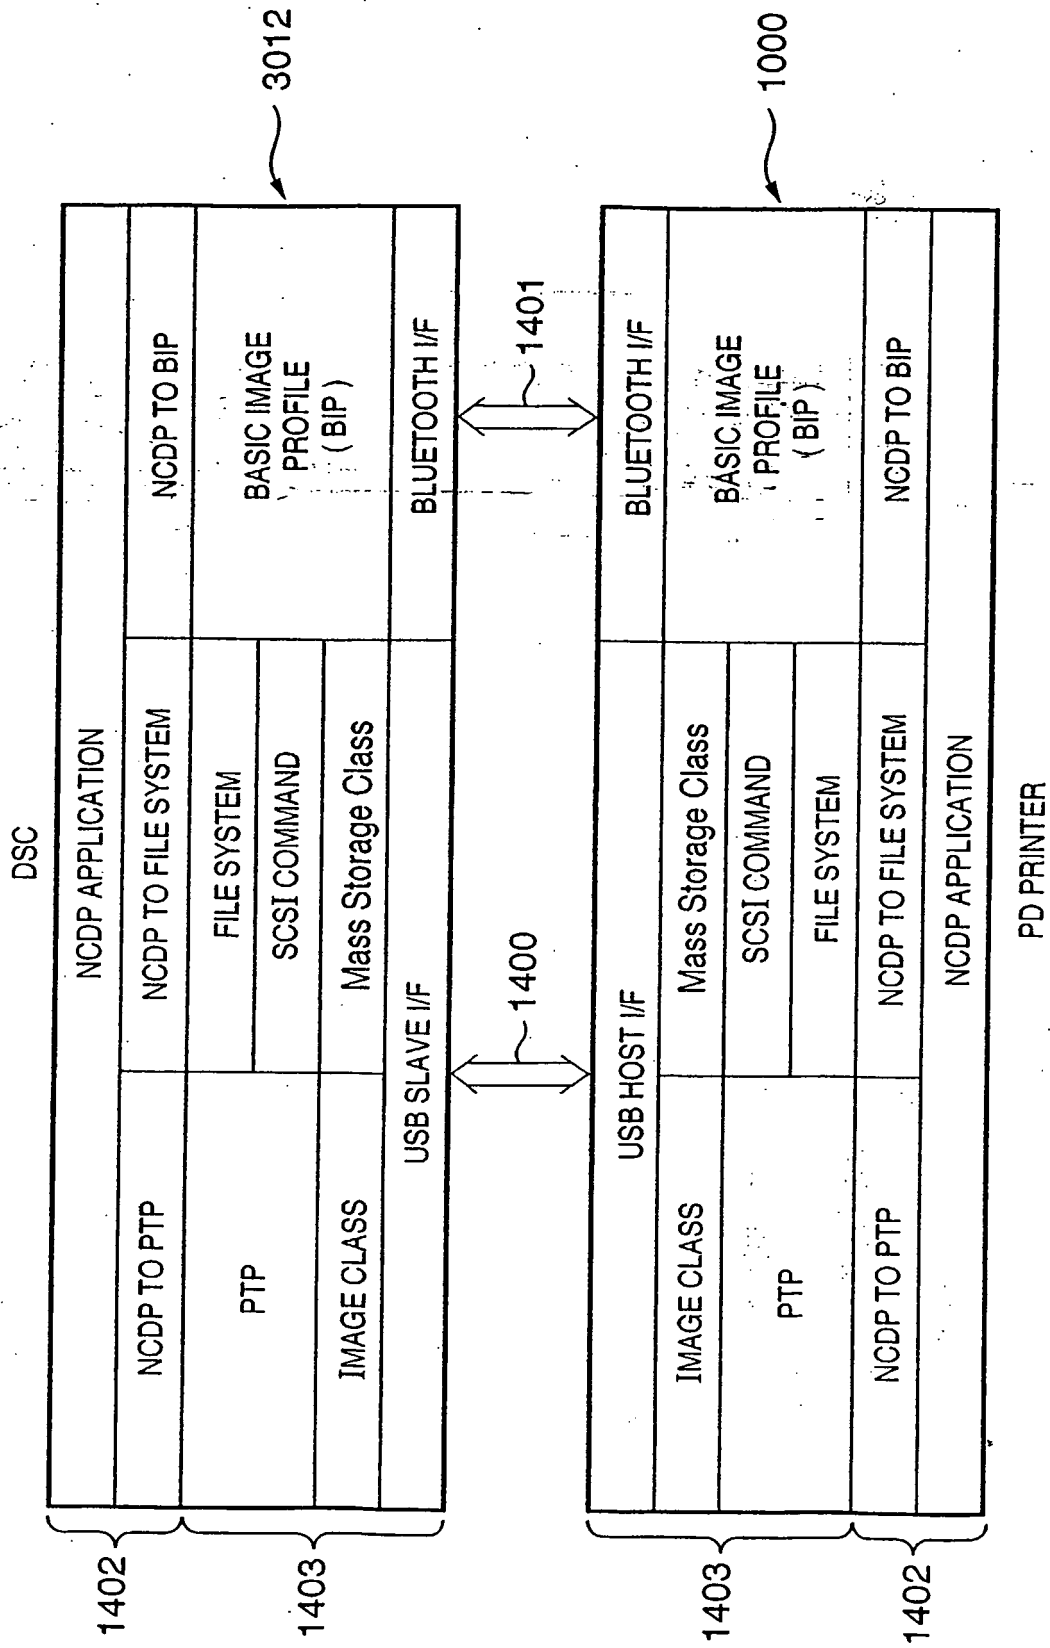 DSC
NCDP APPLICATION
NCDP TO PTP
NCDP TO FILE SYSTEM
NCDP TO BIP
PTP
FILE SYSTEM
SCSI COMMAND
BASIC IMAGE
PROFILE
( BIP )
IMAGE CLASS
Mass Storage Class
USB SLAVE I/F
BLUETOOTH I/F
1402
1403
3012
1400
1401
USB HOST I/F
BLUETOOTH I/F
IMAGE CLASS
Mass Storage Class
SCSI COMMAND
PTP
FILE SYSTEM
BASIC IMAGE
PROFILE
( BIP )
NCDP TO PTP
NCDP TO FILE SYSTEM
NCDP TO BIP
NCDP APPLICATION
1403
1402
1000
PD PRINTER